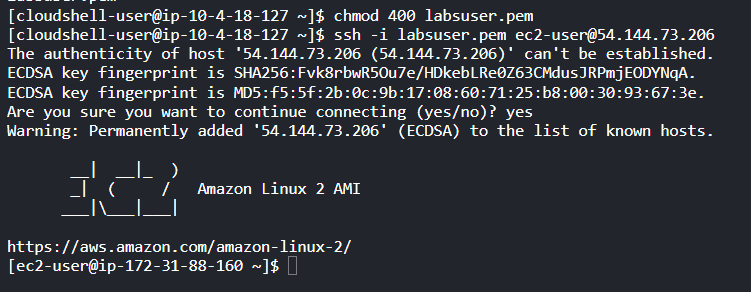 [cloudshell-user@ip-10-4-18-127 ~]$ chmod 400 labsuser.pem
[cloudshell-user@ip-10-4-18-127 ~]$ ssh -i labsuser.pem ec2-user@54.144.73.206
The authenticity of host '54.144.73.206 (54.144.73.206)' can't be established.
ECDSA key fingerprint is SHA256:Fvk8rbwR5Ou7e/HDkebLRe0Z63CMdusJRPmjEODYNqA.
ECDSA key fingerprint is MD5:f5:5f:2b:0c:9b:17:08:60:71:25:b8:00:30:93:67:3e.
Are you sure you want to continue connecting (yes/no)? yes
Warning: Permanently added '54.144.73.206' (ECDSA) to the list of known hosts.
       __|  __|_  )
       _|  (     /   Amazon Linux 2 AMI
      ___|\___|___|
https://aws.amazon.com/amazon-linux-2/
[ec2-user@ip-172-31-88-160 ~]$